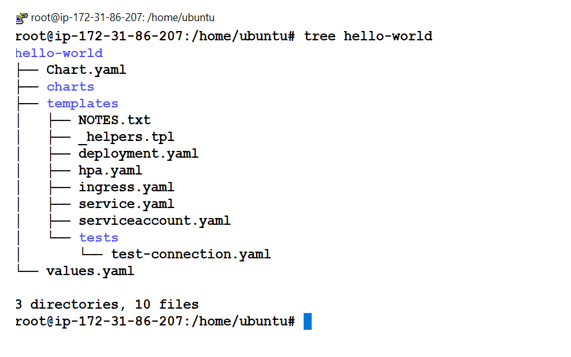 root@ip-172-31-86-207: /home/ubuntu
root@ip-172-31-86-207:/home/ubuntu# tree hello-world
hello-world
├── Chart.yaml
├── charts
├── templates
│   ├── NOTES.txt
│   ├── _helpers.tpl
│   ├── deployment.yaml
│   ├── hpa.yaml
│   ├── ingress.yaml
│   ├── service.yaml
│   ├── serviceaccount.yaml
│   └── tests
│       └── test-connection.yaml
└── values.yaml

3 directories, 10 files
root@ip-172-31-86-207:/home/ubuntu#